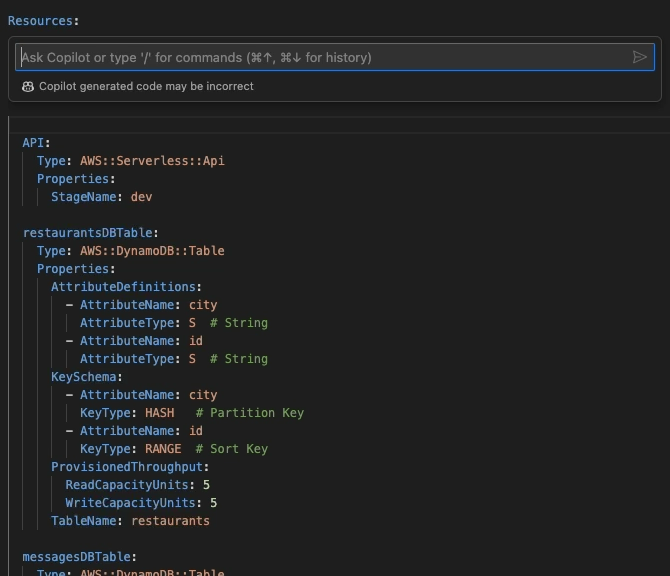 Resources:
Ask Copilot or type '/' for commands (⌘↑, ⌘↓ for history)
Copilot generated code may be incorrect
API:
Type: AWS::Serverless::Api
Properties:
StageName: dev
restaurantsDBTable:
Type: AWS::DynamoDB::Table
Properties:
AttributeDefinitions:
- AttributeName: city
AttributeType: S  # String
- AttributeName: id
AttributeType: S  # String
KeySchema:
- AttributeName: city
KeyType: HASH   # Partition Key
- AttributeName: id
KeyType: RANGE  # Sort Key
ProvisionedThroughput:
ReadCapacityUnits: 5
WriteCapacityUnits: 5
TableName: restaurants
messagesDBTable:
Type: AWS::DynamoDB::Table